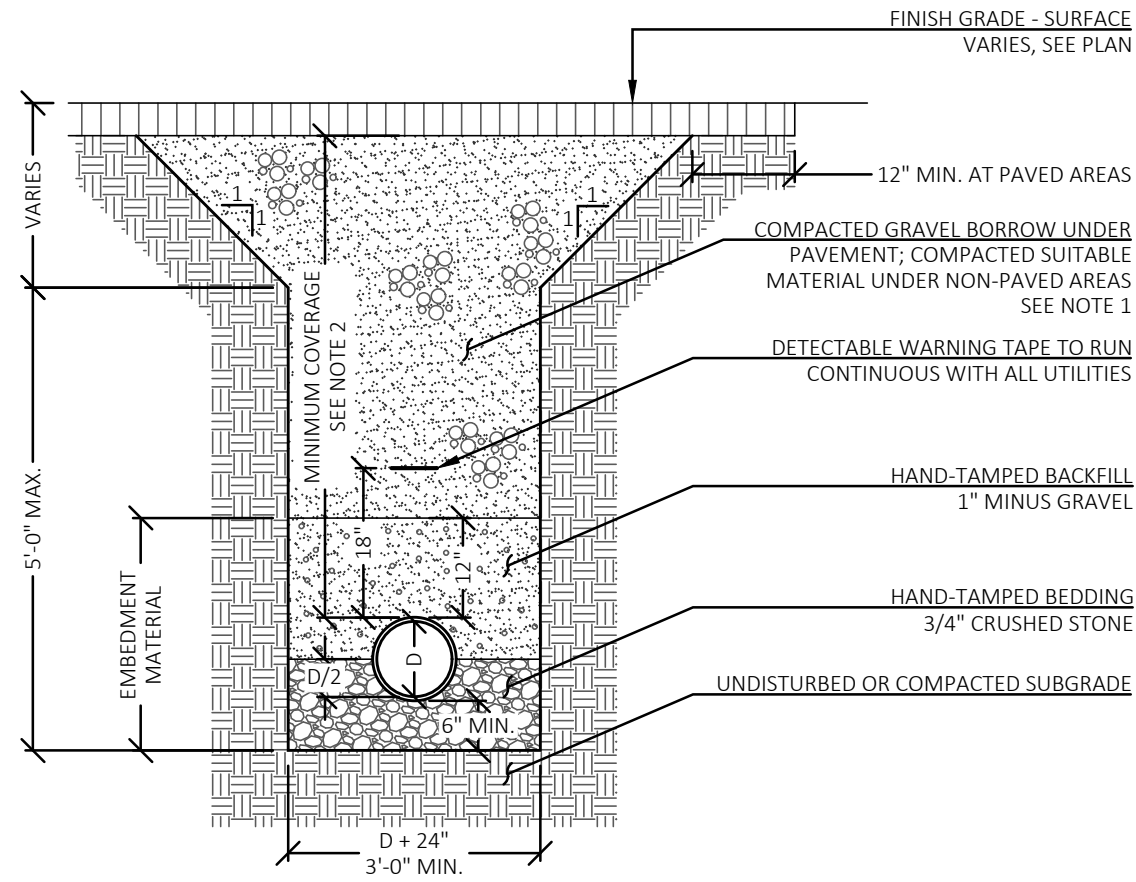 FINISH GRADE - SURFACE
VARIES, SEE PLAN
VARIES
12" MIN. AT PAVED AREAS
1
1
1
1
COMPACTED GRAVEL BORROW UNDER
PAVEMENT; COMPACTED SUITABLE
MATERIAL UNDER NON-PAVED AREAS
SEE NOTE 1
MINIMUM COVERAGE
SEE NOTE 2
DETECTABLE WARNING TAPE TO RUN
CONTINUOUS WITH ALL UTILITIES
5'-0" MAX.
HAND-TAMPED BACKFILL
1" MINUS GRAVEL
18"
12"
EMBEDMENT
MATERIAL
HAND-TAMPED BEDDING
3/4" CRUSHED STONE
D
D/2
6" MIN.
UNDISTURBED OR COMPACTED SUBGRADE
D + 24"
3'-0" MIN.